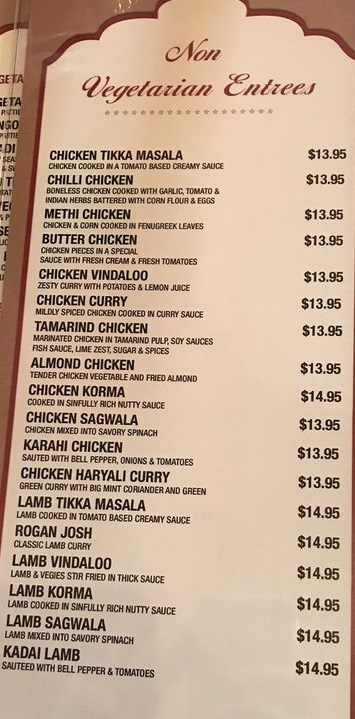 Non
Vegetarian Entrees
CHICKEN TIKKA MASALA $13.95
CHICKEN COOKED IN A TOMATO BASED CREAMY SAUCE
CHILLI CHICKEN $13.95
BONELESS CHICKEN COOKED WITH GARLIC, TOMATO &
INDIAN HERBS BATTERED WITH CORN FLOUR & EGGS
METHI CHICKEN $13.95
CHICKEN & CORN COOKED IN FENUGREEK LEAVES
BUTTER CHICKEN $13.95
CHICKEN PIECES IN A SPECIAL
SAUCE WITH FRESH CREAM & FRESH TOMATOES
CHICKEN VINDALOO $13.95
ZESTY CURRY WITH POTATOES & LEMON JUICE
CHICKEN CURRY $13.95
MILDLY SPICED CHICKEN COOKED IN CURRY SAUCE
TAMARIND CHICKEN $13.95
MARINATED CHICKEN IN TAMARIND PULP, SOY SAUCES
FISH SAUCE, LIME ZEST, SUGAR & SPICES
ALMOND CHICKEN $13.95
TENDER CHICKEN VEGETABLE AND FRIED ALMOND
CHICKEN KORMA $14.95
COOKED IN SINFULLY RICH NUTTY SAUCE
CHICKEN SAGWALA $13.95
CHICKEN MIXED INTO SAVORY SPINACH
KARAHI CHICKEN $13.95
SAUTED WITH BELL PEPPER, ONIONS & TOMATOES
CHICKEN HARYALI CURRY $13.95
GREEN CURRY WITH BIG MINT CORIANDER AND GREEN
LAMB TIKKA MASALA $14.95
LAMB COOKED IN TOMATO BASED CREAMY SAUCE
ROGAN JOSH $14.95
CLASSIC LAMB CURRY
LAMB VINDALOO $14.95
LAMB & VEGIES STIR FRIED IN THICK SAUCE
LAMB KORMA $14.95
LAMB COOKED IN SINFULLY RICH NUTTY SAUCE
LAMB SAGWALA $14.95
LAMB MIXED INTO SAVORY SPINACH
KADAI LAMB $14.95
SAUTEED WITH BELL PEPPER & TOMATOES